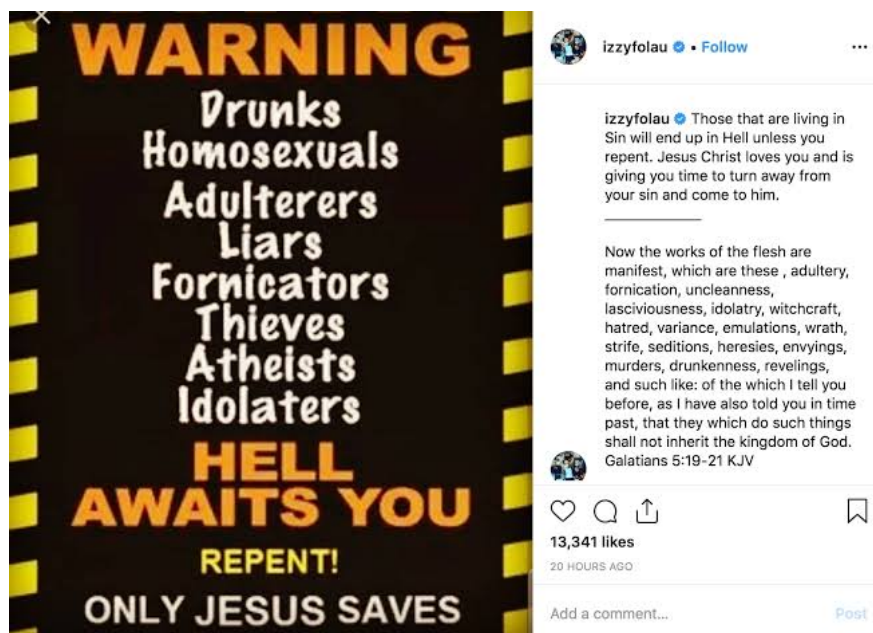 WARNING
Drunks
Homosexuals
Adulterers
Liars
Fornicators
Thieves
Atheists
Idolaters
HELL
AWAITS YOU
REPENT!
ONLY JESUS SAVES
izzyfolau • Follow
izzyfolau Those that are living in
Sin will end up in Hell unless you
repent. Jesus Christ loves you and is
giving you time to turn away from
your sin and come to him.
Now the works of the flesh are
manifest, which are these , adultery,
fornication, uncleanness,
lasciviousness, idolatry, witchcraft,
hatred, variance, emulations, wrath,
strife, seditions, heresies, envyings,
murders, drunkenness, revelings,
and such like: of the which I tell you
before, as I have also told you in time
past, that they which do such things
shall not inherit the kingdom of God.
Galatians 5:19-21 KJV
13,341 likes
20 HOURS AGO
Add a comment... Post